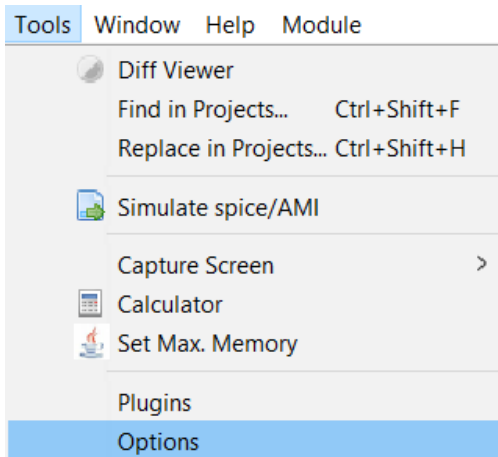 Tools Window Help Module
Diff Viewer
Find in Projects... Ctrl+Shift+F
Replace in Projects... Ctrl+Shift+H
Simulate spice/AMI
Capture Screen
Calculator
Set Max. Memory
Plugins
Options